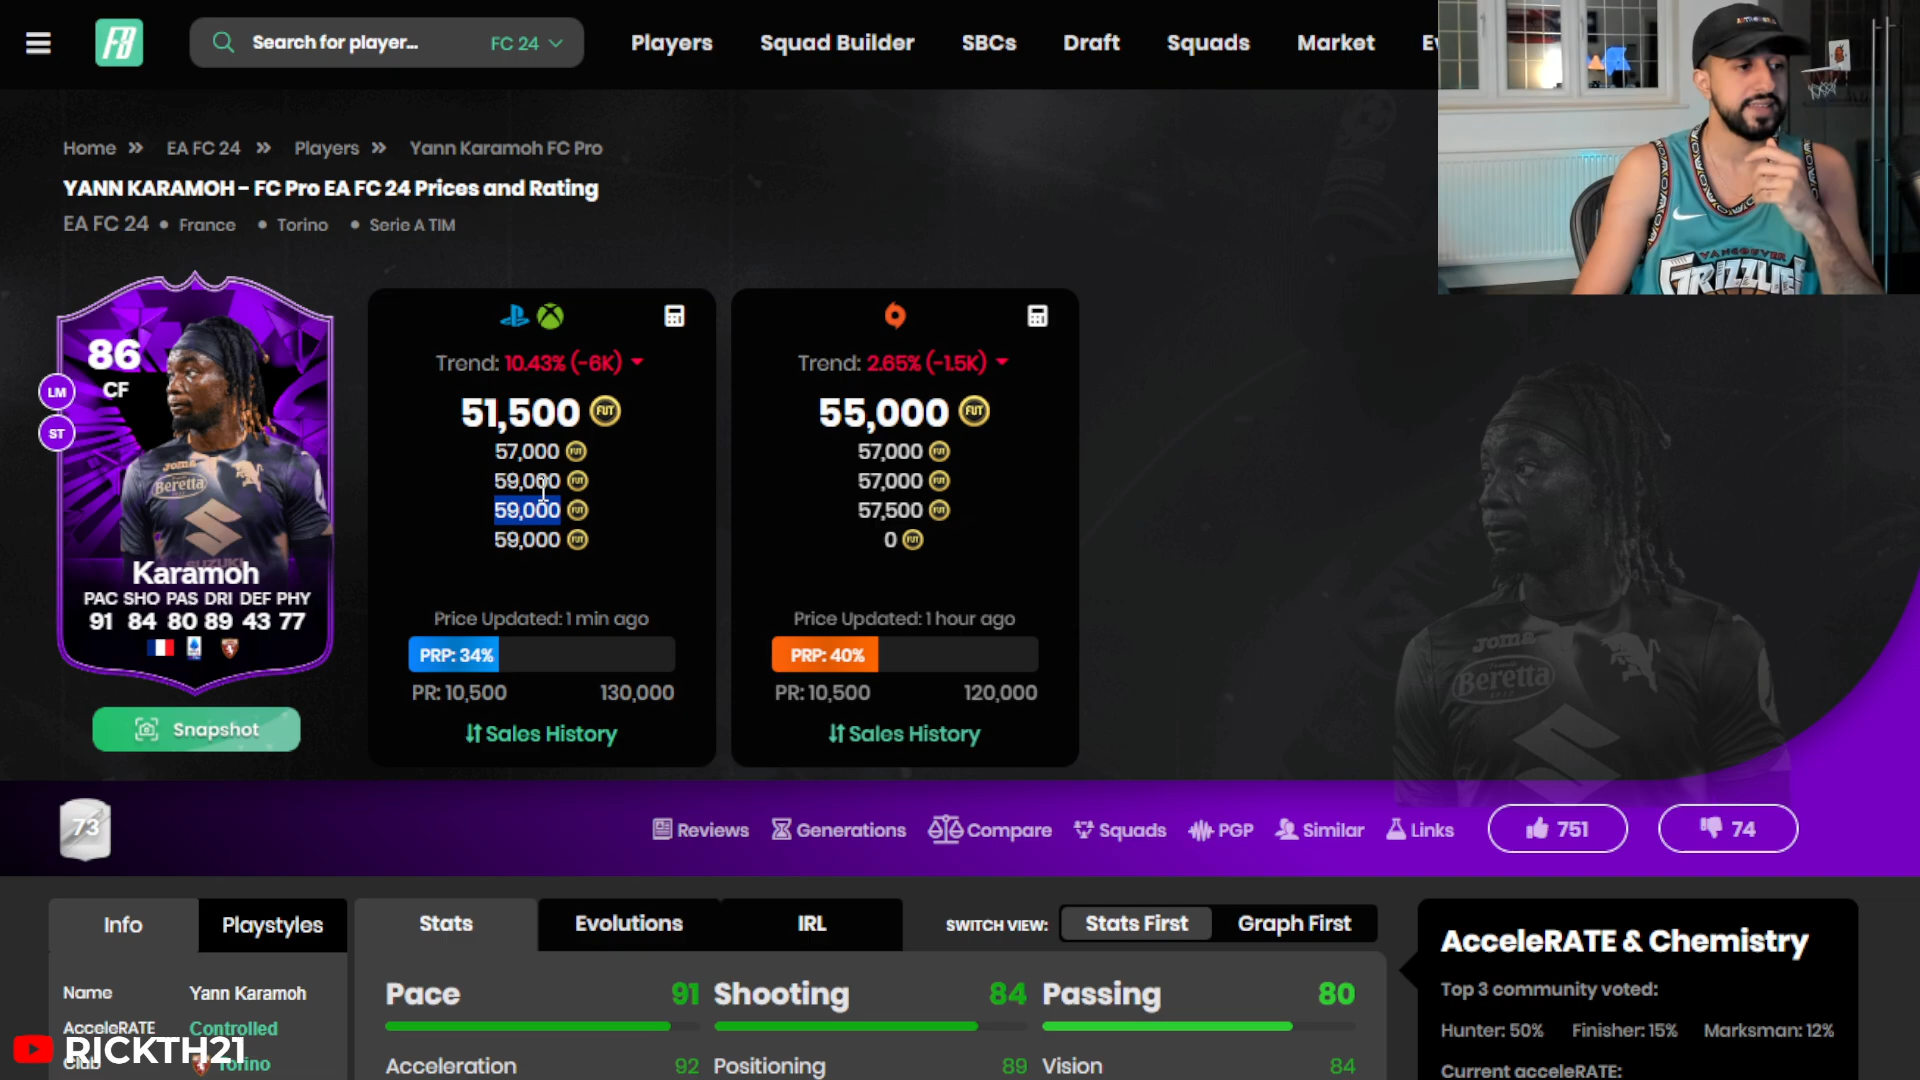 Search for player...
FC 24
Players
Squad Builder
SBCs
Draft
Squads
Market
Home » EA FC 24 » Players » Yann Karamoh FC Pro
YANN KARAMOH - FC Pro EA FC 24 Prices and Rating
EA FC 24 • France • Torino • Serie A TIM
VANCOUVER
GRIZZLIES
86
CF
LM
ST
Joma
Beretta
SUZUKI
Karamoh
PAC SHO PAS DRI DEF PHY
91 84 80 89 43 77
Snapshot
Trend: 10.43% (-6K)
51,500
57,000
59,000
59,000
59,000
Price Updated: 1 min ago
PRP: 34%
PR: 10,500 130,000
Sales History
Trend: 2.65% (-1.5K)
55,000
57,000
57,000
57,500
0
Price Updated: 1 hour ago
PRP: 40%
PR: 10,500 120,000
Sales History
Joma
Beretta
73
Reviews
Generations
Compare
Squads
PGP
Similar
Links
751
74
Info
Playstyles
Name Yann Karamoh
AcceleRATE Controlled
Club Torino
RICKTH21
Stats
Evolutions
IRL
SWITCH VIEW:
Stats First
Graph First
Pace 91
Acceleration 92
Shooting 84
Positioning 89
Passing 80
Vision 84
AcceleRATE & Chemistry
Top 3 community voted:
Hunter: 50% Finisher: 15% Marksman: 12%
Current acceleRATE: